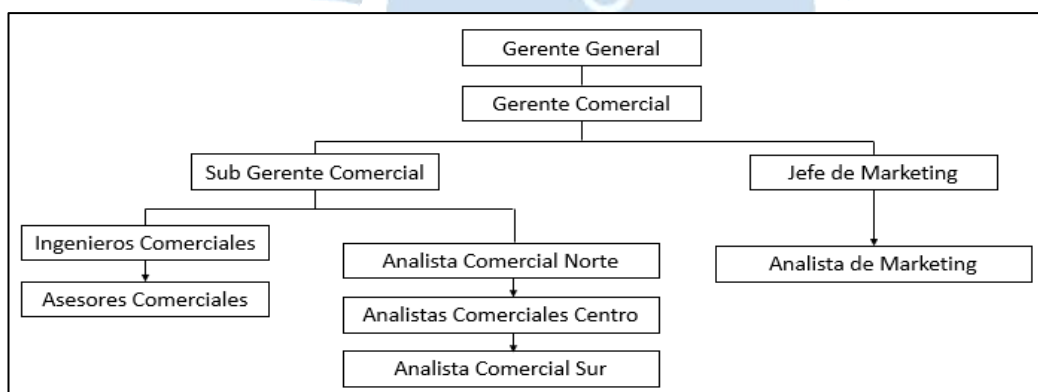 Gerente General
Gerente Comercial
Sub Gerente Comercial
Jefe de Marketing
Ingenieros Comerciales
Analista Comercial Norte
Analista de Marketing
Asesores Comerciales
Analistas Comerciales Centro
Analista Comercial Sur